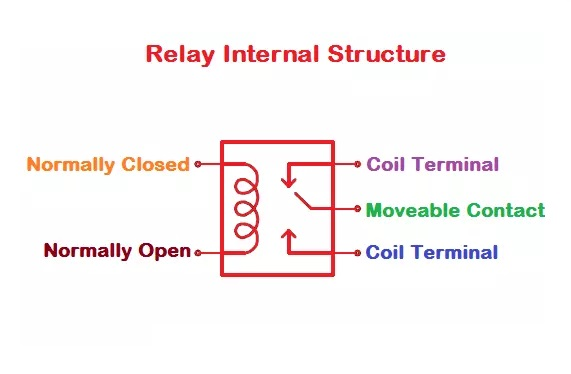 Relay Internal Structure
Normally Closed
Coil Terminal
Moveable Contact
Normally Open
Coil Terminal